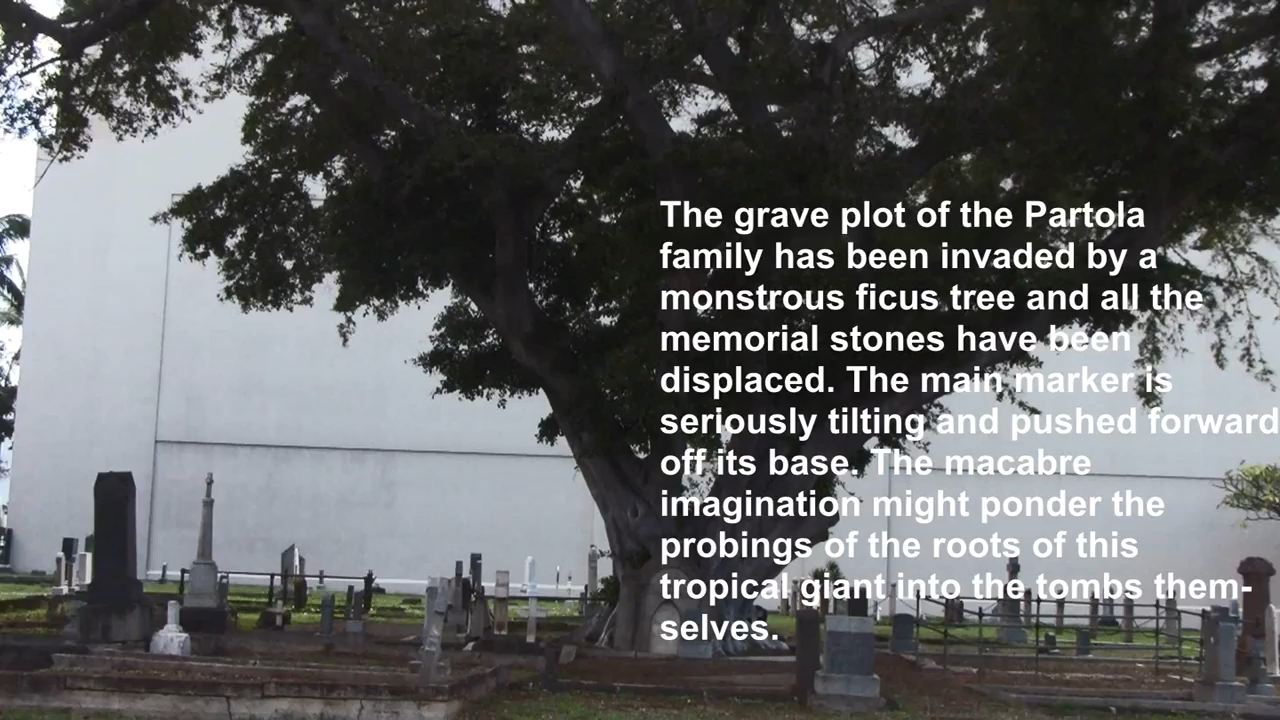 The grave plot of the Partola
family has been invaded by a
monstrous ficus tree and all the
memorial stones have been
displaced. The main marker is
seriously tilting and pushed forward
off its base. The macabre
imagination might ponder the
probings of the roots of this
tropical giant into the tombs them-
selves.